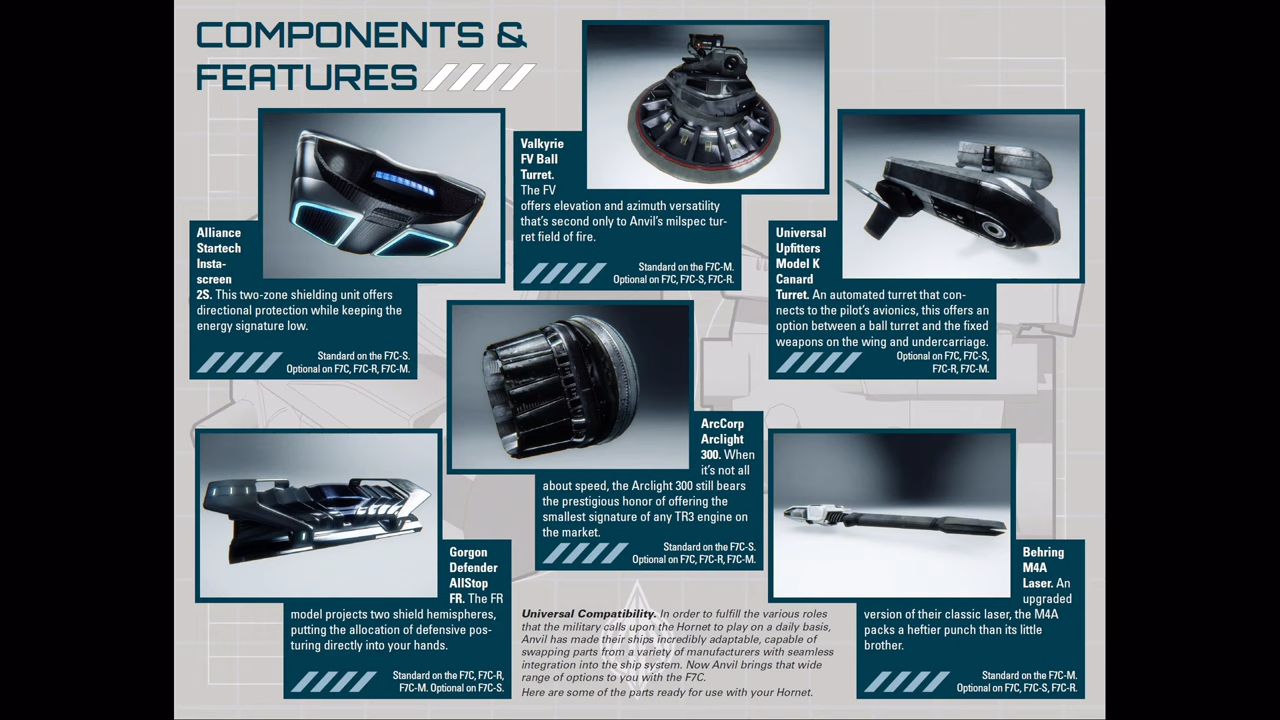 COMPONENTS &
FEATURES
Valkyrie
FV Ball
Turret.
The FV
offers elevation and azimuth versatility
that's second only to Anvil's milspec tur-
ret field of fire.
Standard on the F7C-M.
Optional on F7C, F7C-S, F7C-R.
Alliance
Startech
Insta-
screen
2S. This two-zone shielding unit offers
directional protection while keeping the
energy signature low.
Standard on the F7C-S.
Optional on F7C, F7C-R, F7C-M.
Universal
Upfitters
Model K
Canard
Turret. An automated turret that con-
nects to the pilot's avionics, this offers an
option between a ball turret and the fixed
weapons on the wing and undercarriage.
Optional on F7C, F7C-S,
F7C-R, F7C-M.
ArcCorp
Arclight
300. When
it's not all
about speed, the Arclight 300 still bears
the prestigious honor of offering the
smallest signature of any TR3 engine on
the market.
Standard on the F7C-S.
Optional on F7C, F7C-R, F7C-M.
Gorgon
Defender
AllStop
FR. The FR
model projects two shield hemispheres,
putting the allocation of defensive pos-
turing directly into your hands.
Standard on the F7C, F7C-R,
F7C-M. Optional on F7C-S.
Universal Compatibility. In order to fulfill the various roles
that the military calls upon the Hornet to play on a daily basis,
Anvil has made their ships incredibly adaptable, capable of
swapping parts from a variety of manufacturers with seamless
integration into the ship system. Now Anvil brings that wide
range of options to you with the F7C.
Here are some of the parts ready for use with your Hornet.
Behring
M4A
Laser. An
upgraded
version of their classic laser, the M4A
packs a heftier punch than its little
brother.
Standard on the F7C-M.
Optional on F7C, F7C-S, F7C-R.